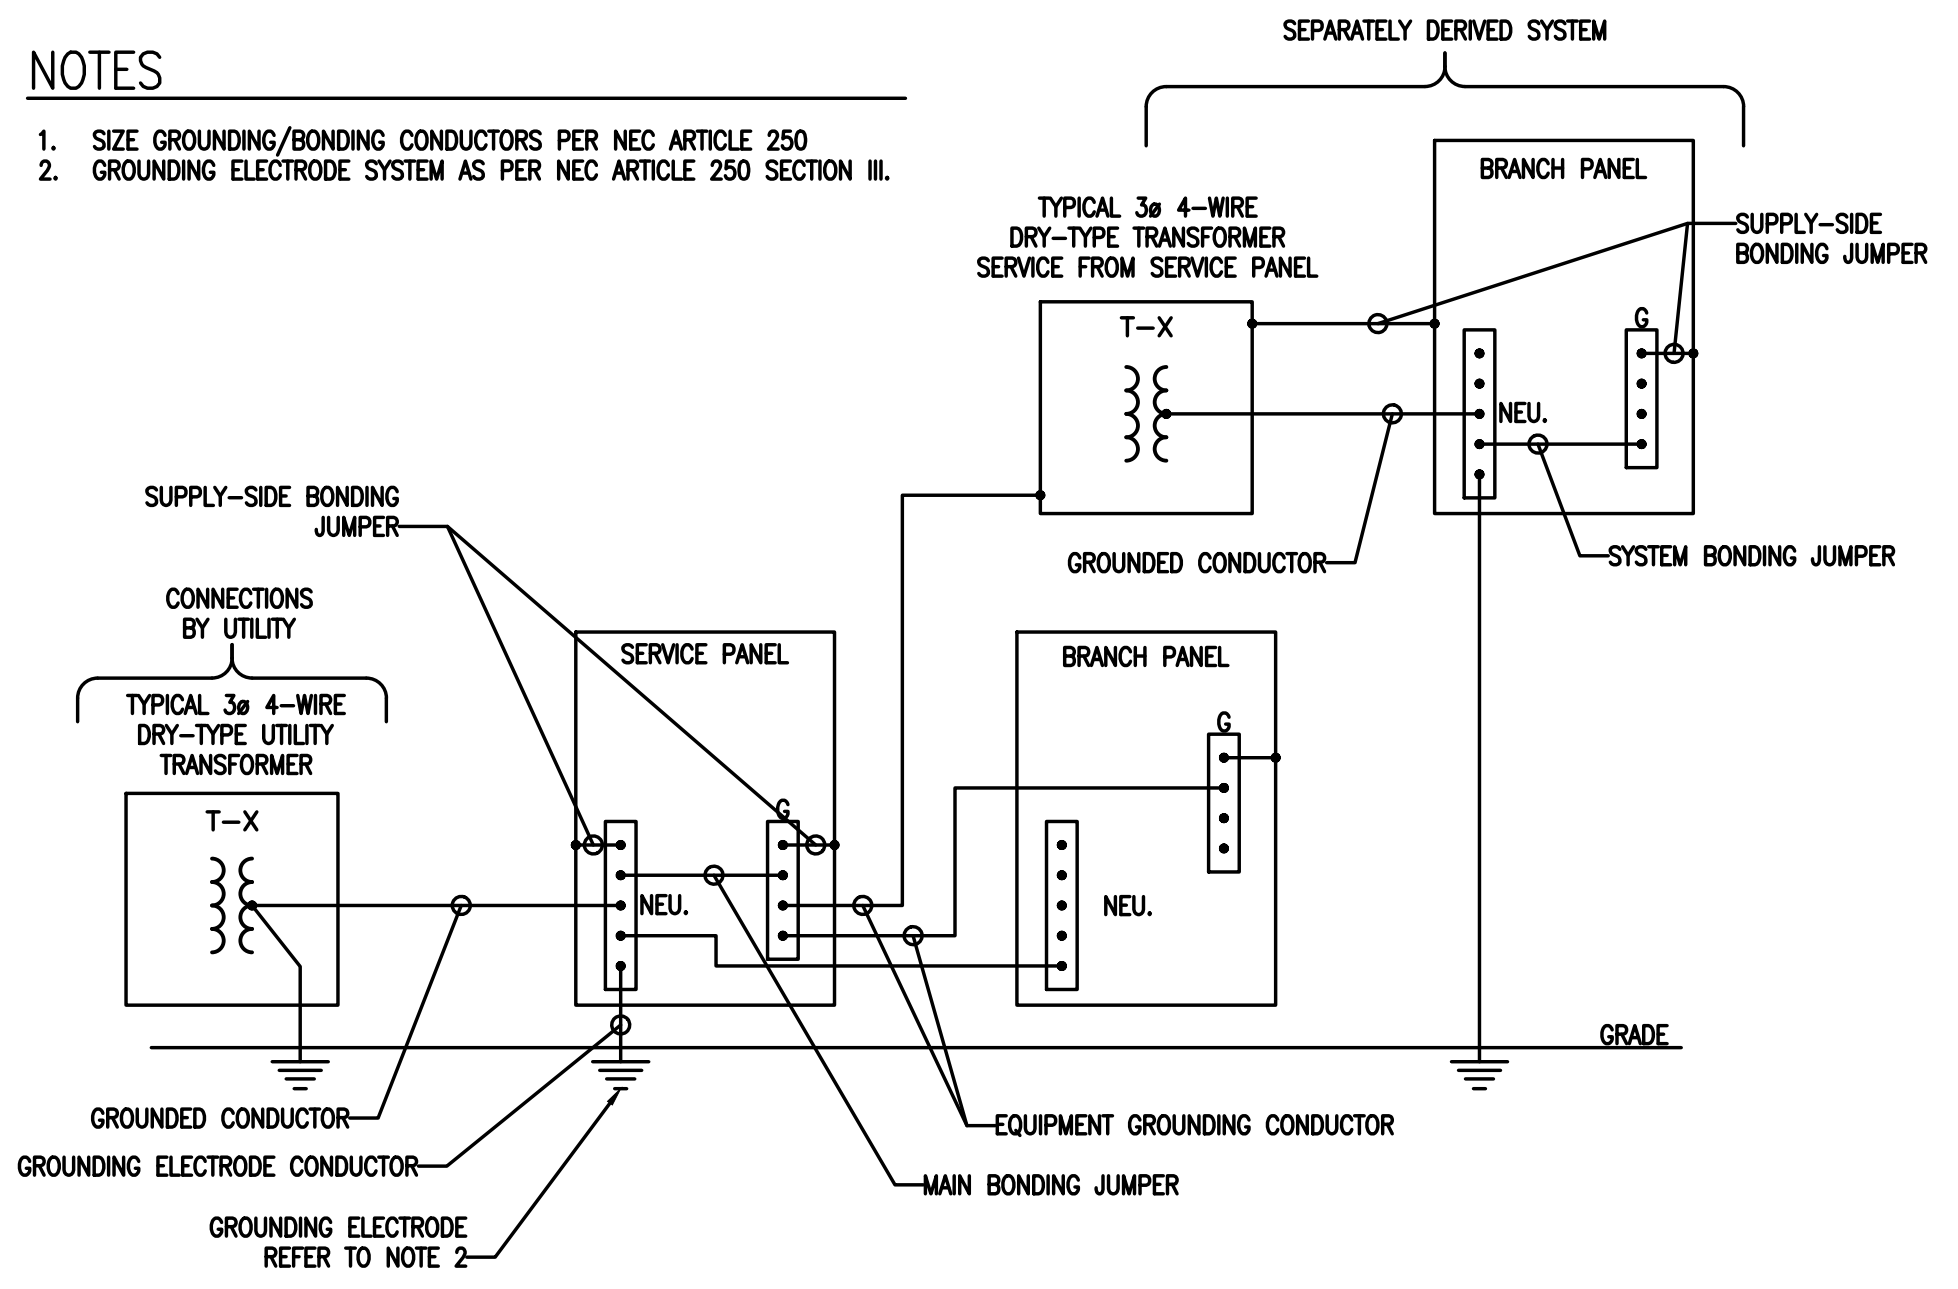 SEPARATELY DERIVED SYSTEM
NOTES
1. SIZE GROUNDING/BONDING CONDUCTORS PER NEC ARTICLE 250
2. GROUNDING ELECTRODE SYSTEM AS PER NEC ARTICLE 250 SECTION III.
BRANCH PANEL
TYPICAL 3ø 4-WIRE
DRY-TYPE TRANSFORMER
SERVICE FROM SERVICE PANEL
SUPPLY-SIDE
BONDING JUMPER
T-X
G
NEU.
GROUNDED CONDUCTOR
SYSTEM BONDING JUMPER
SUPPLY-SIDE BONDING
JUMPER
CONNECTIONS
BY UTILITY
TYPICAL 3ø 4-WIRE
DRY-TYPE UTILITY
TRANSFORMER
T-X
SERVICE PANEL
G
NEU.
BRANCH PANEL
G
NEU.
GRADE
GROUNDED CONDUCTOR
EQUIPMENT GROUNDING CONDUCTOR
GROUNDING ELECTRODE CONDUCTOR
MAIN BONDING JUMPER
GROUNDING ELECTRODE
REFER TO NOTE 2